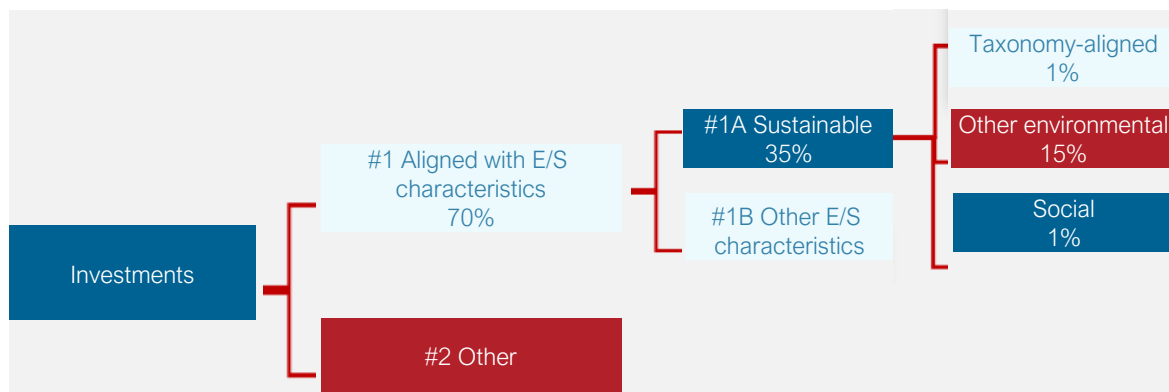 Investments
#1 Aligned with E/S
characteristics
70%
#2 Other
#1A Sustainable
35%
#1B Other E/S
characteristics
Taxonomy-aligned
1%
Other environmental
15%
Social
1%